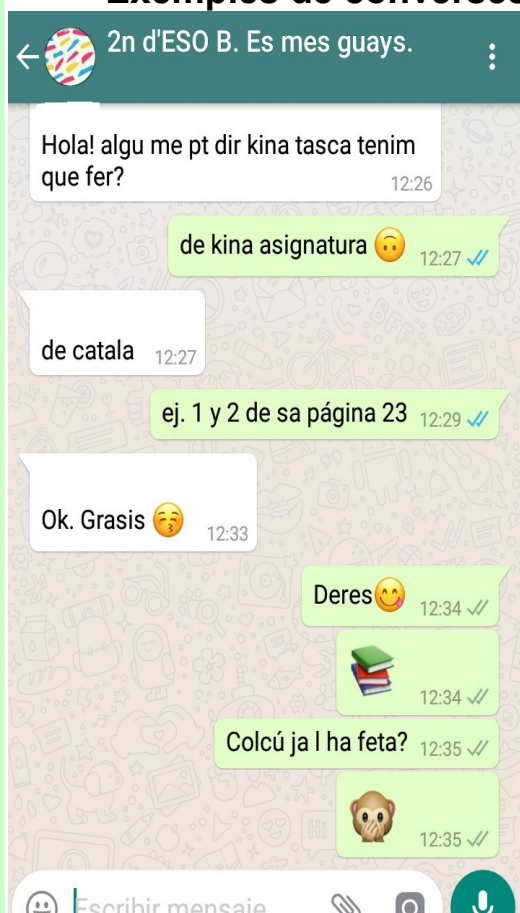 2n d'ESO B. Es mes guays.
Hola! algu me pt dir kina tasca tenim
que fer?
12:26
de kina asignatura 🙃 12:27
de catala 12:27
ej. 1 y 2 de sa página 23 12:29
Ok. Grasis 😚 12:33
Deres😋 12:34
📚
12:34
Colcú ja l ha feta? 12:35
🙊
12:35
Escribir mensaje